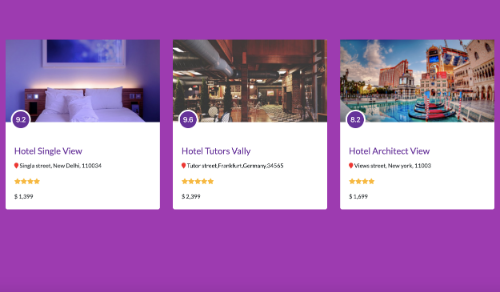 9.2
Hotel Single View
Single street, New Delhi, 110034
$ 1,399
9.6
Hotel Tutors Vally
Tutor street,Frankfurt,Germany,34565
$ 2,399
8.2
Hotel Architect View
Views street, New york, 11003
$ 1,699